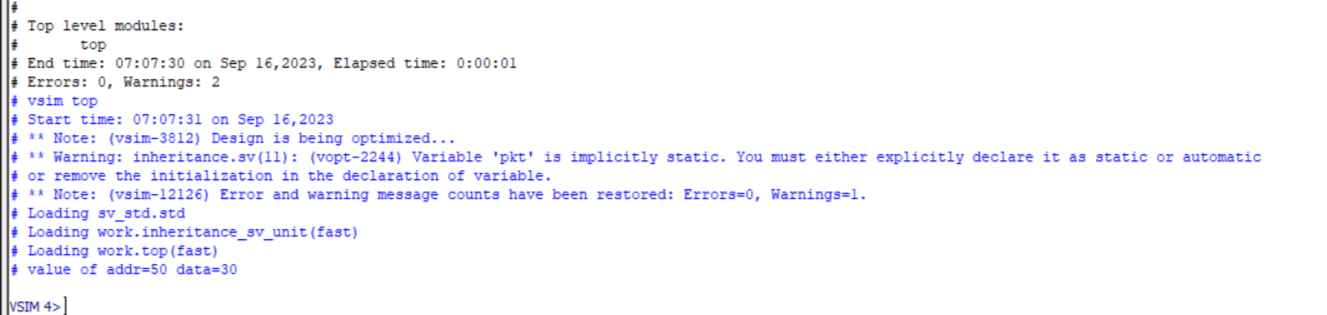 #
# Top level modules:
#       top
# End time: 07:07:30 on Sep 16,2023, Elapsed time: 0:00:01
# Errors: 0, Warnings: 2
# vsim top
# Start time: 07:07:31 on Sep 16,2023
# ** Note: (vsim-3812) Design is being optimized...
# ** Warning: inheritance.sv(11): (vopt-2244) Variable 'pkt' is implicitly static. You must either explicitly declare it as static or automatic
# or remove the initialization in the declaration of variable.
# ** Note: (vsim-12126) Error and warning message counts have been restored: Errors=0, Warnings=1.
# Loading sv_std.std
# Loading work.inheritance_sv_unit(fast)
# Loading work.top(fast)
# value of addr=50 data=30
VSIM 4>